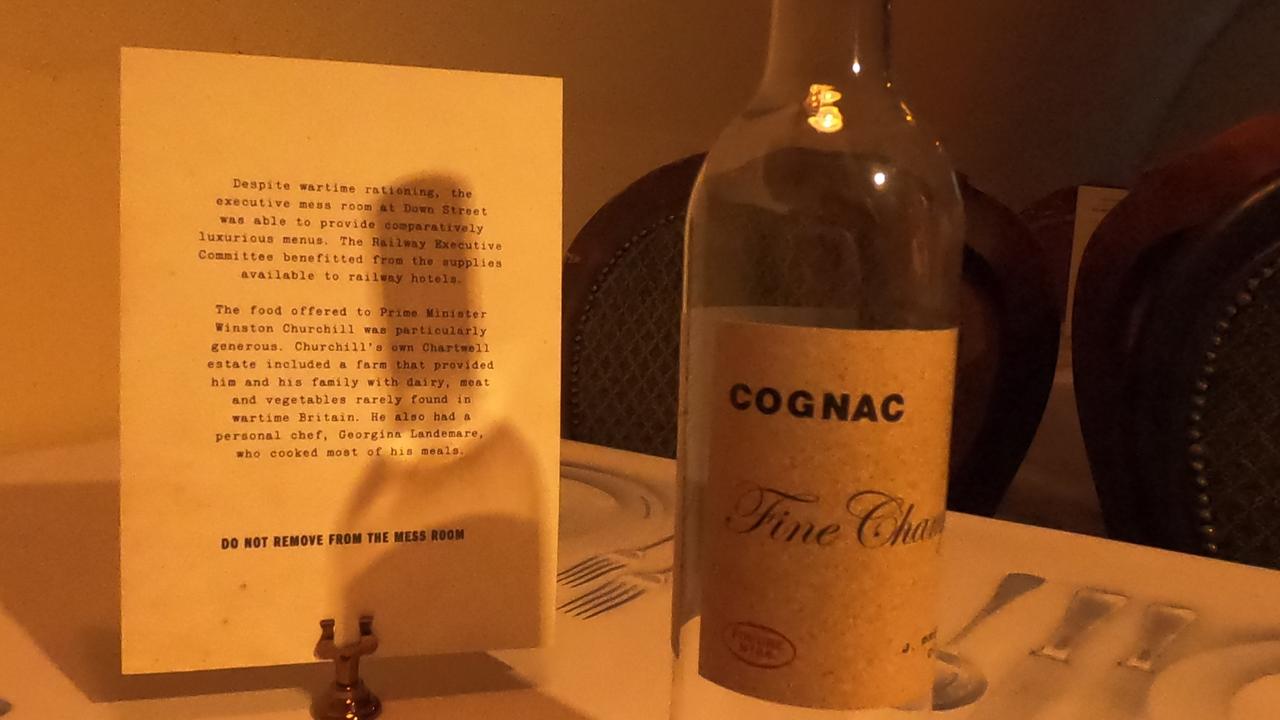 Despite wartime rationing, the
executive mess room at Down Street
was able to provide comparatively
luxurious menus. The Railway Executive
Committee benefitted from the supplies
available to railway hotels.
The food offered to Prime Minister
Winston Churchill was particularly
generous. Churchill's own Chartwell
estate included a farm that provided
him and his family with dairy, meat
and vegetables rarely found in
wartime Britain. He also had a
personal chef, Georgina Landemare,
who cooked most of his meals.
DO NOT REMOVE FROM THE MESS ROOM
COGNAC
Fine Cham